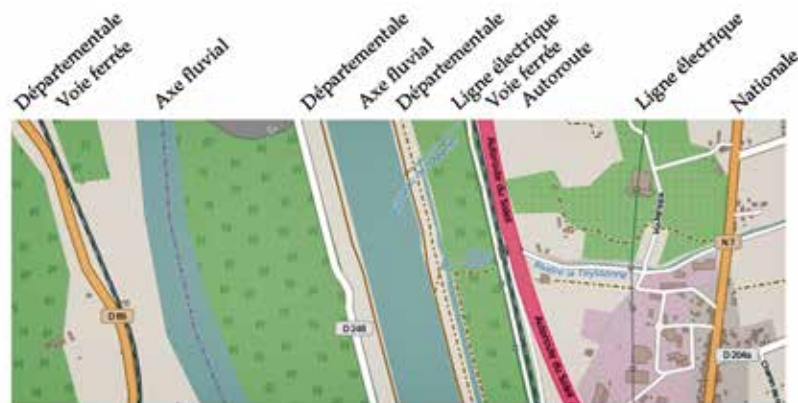 Départementale
Voie ferrée
Axe fluvial
Départementale
Axe fluvial
Départementale
Ligne électrique
Voie ferrée
Autoroute
Ligne électrique
Nationale
Autoroute du Soleil
N 7
Rivière la Teyssonne
D 86
D 248
Autoroute du Soleil
D 204a